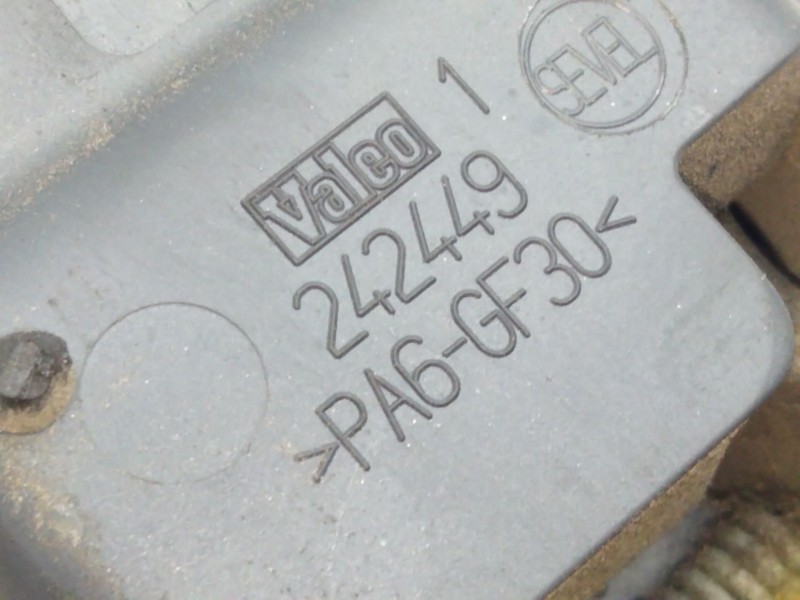 SEVEL
Valeo 1
242449
>PA6-GF30<